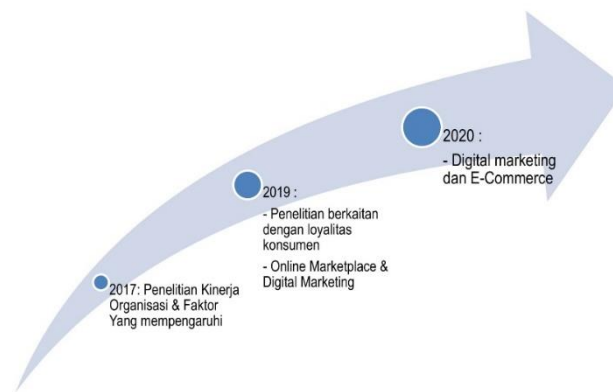 2017: Penelitian Kinerja
Organisasi & Faktor
Yang mempengaruhi
2019 :
- Penelitian berkaitan
dengan loyalitas
konsumen
- Online Marketplace &
Digital Marketing
2020 :
- Digital marketing
dan E-Commerce